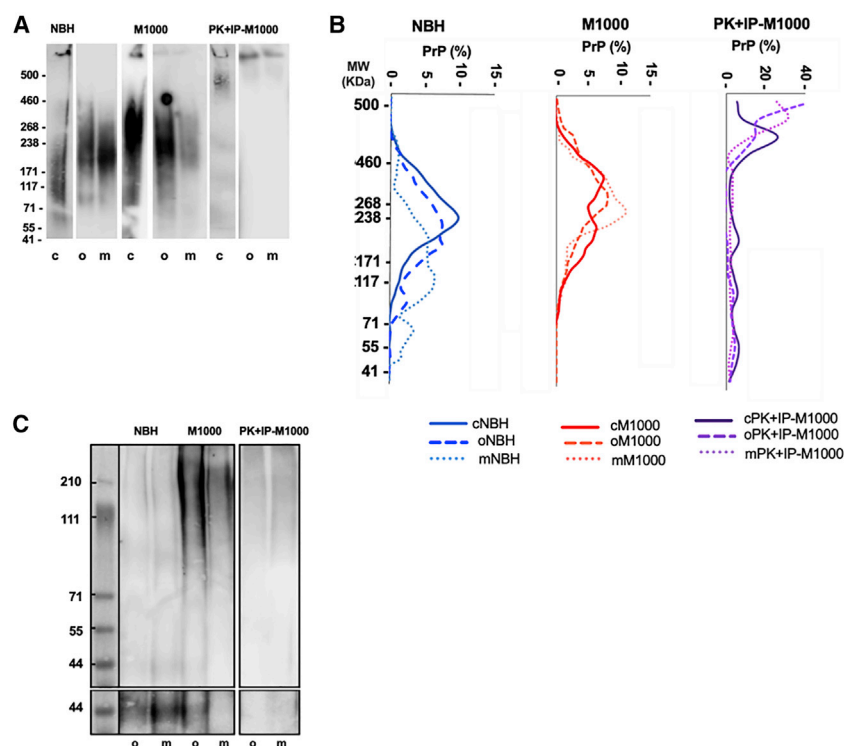 A
NBH M1000 PK+IP-M1000
500 -
460 -
268 -
238 -
171 -
117 -
71 -
55 -
41 -
c o m c o m c o m
B
NBH M1000 PK+IP-M1000
PrP (%) PrP (%) PrP (%)
MW
(KDa)
0 5 10 15 0 5 10 15 0 20 40
500
460
268
238
171
117
71
55
41
cNBH
oNBH
mNBH
cM1000
oM1000
mM1000
cPK+IP-M1000
oPK+IP-M1000
mPK+IP-M1000
C
NBH M1000 PK+IP-M1000
210
111
71
55
44
44
o m o m o m